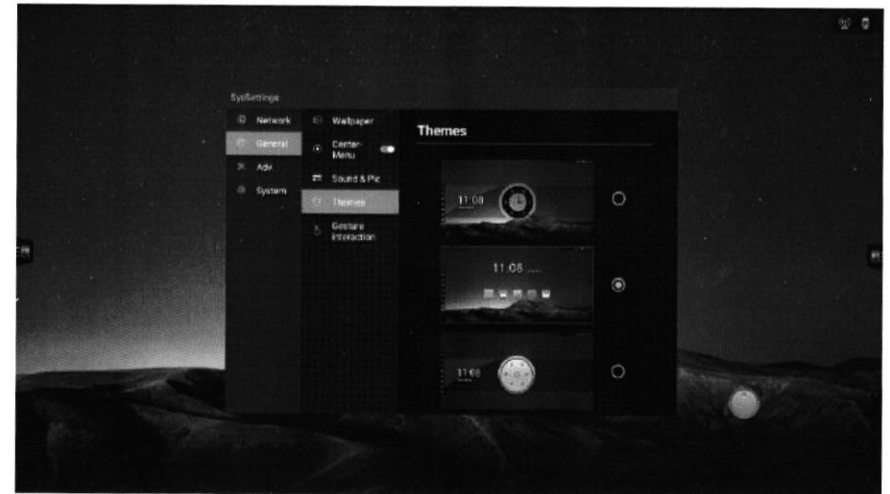 SysSettings
Network
General
Adv.
System
Wallpaper
Center-
Menu
Sound & Pic
Themes
Gesture
interaction
Themes
11:08
11.08
11:08